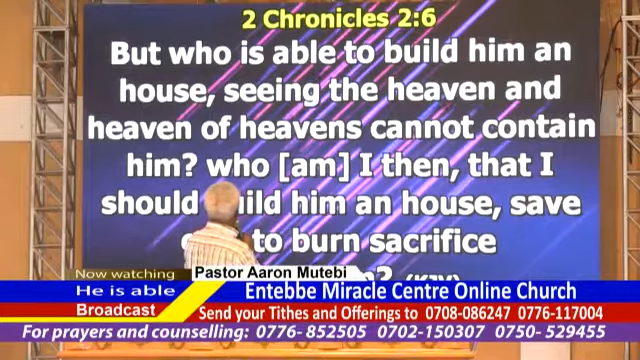 2 Chronicles 2:6
But who is able to build him an
house, seeing the heaven and
heaven of heavens cannot contain
him? who [am] I then, that I
should him an house, save
to burn sacrifice
(KJV)
Now watching
Pastor Aaron Mutebi
He is able
Entebbe Miracle Centre Online Church
Broadcast
Send your Tithes and Offerings to 0708-086247 0776-117004
For prayers and counselling: 0776- 852505 0702-150307 0750- 529455